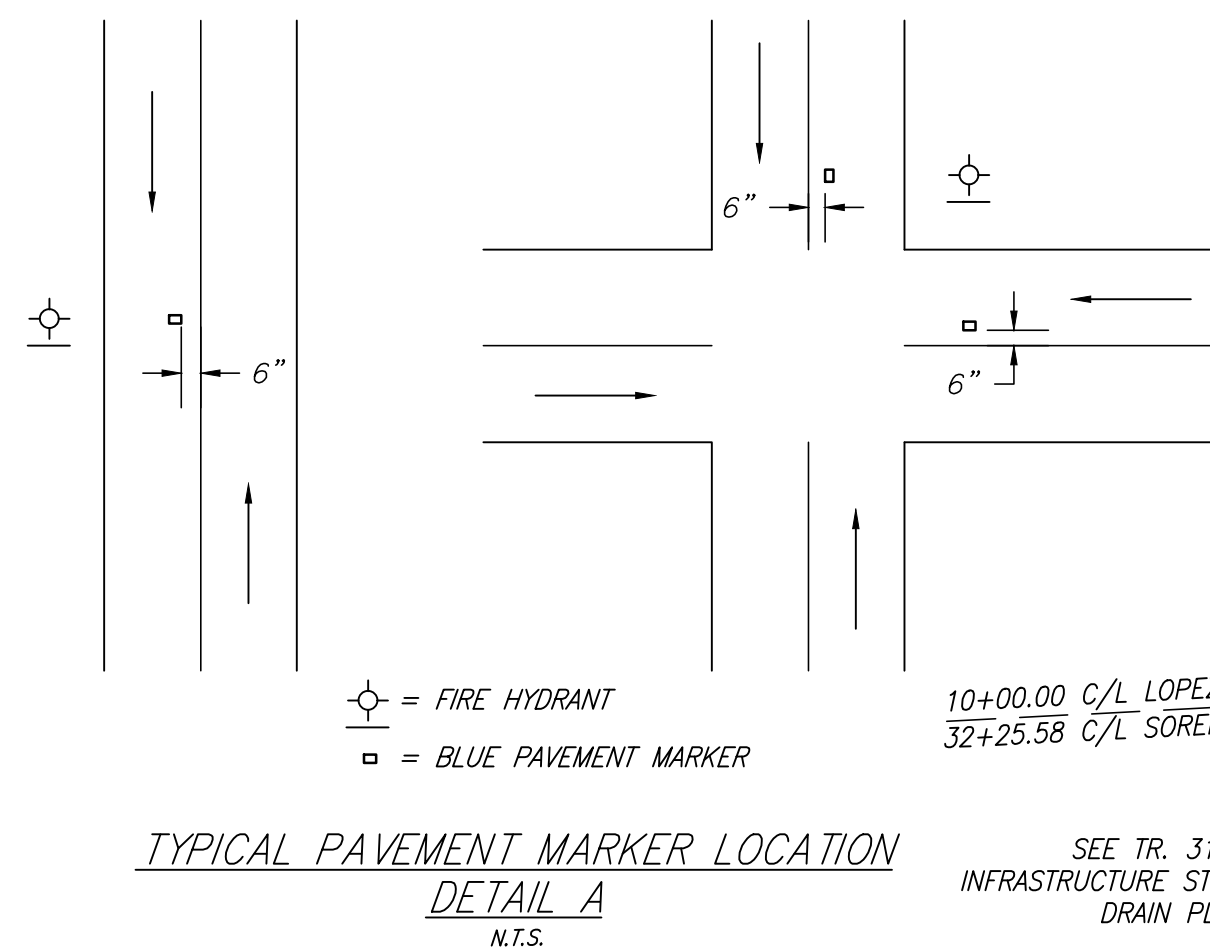 6”
6”
6”
= FIRE HYDRANT
= BLUE PAVEMENT MARKER
10+00.00 C/L
32+25.58 C/L
TYPICAL PAVEMENT MARKER LOCATION
DETAIL A
N.T.S.
SEE TR.
INFRASTRUCTURE
DRAIN